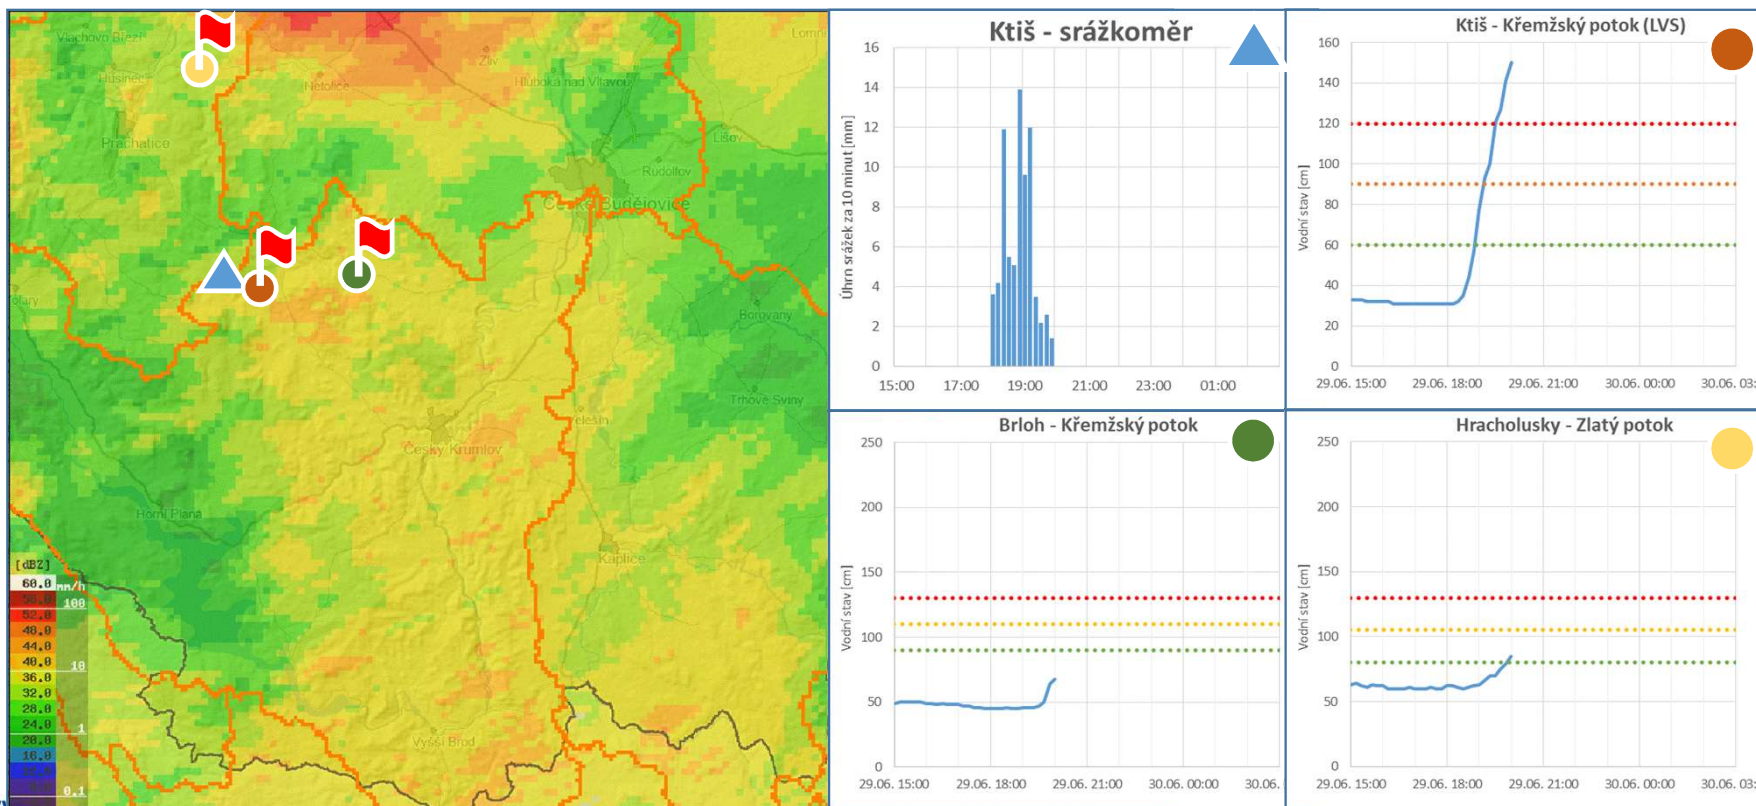 Vlachovo Březí
Husinec
Prachatice
Netolice
Zliv
Hluboká nad Vltavou
Lišov
Rudolfov
České Budějovice
Borovany
Trhové Sviny
Velešín
Český Krumlov
Horní Planá
Kaplice
Vyšší Brod
[dBZ]
60.0
mm/h
56.0
100
52.0
48.0
44.0
40.0
10
36.0
32.0
28.0
24.0
1
20.0
16.0
0.1
Ktiš - srážkoměr
Úhrn srážek za 10 minut [mm]
16
14
12
10
8
6
4
2
0
15:00 17:00 19:00 21:00 23:00 01:00
Ktiš - Křemžský potok (LVS)
Vodní stav [cm]
160
140
120
100
80
60
40
20
0
29.06. 15:00 29.06. 18:00 29.06. 21:00 30.06. 00:00 30.06. 03:
Brloh - Křemžský potok
Vodní stav [cm]
250
200
150
100
50
0
29.06. 15:00 29.06. 18:00 29.06. 21:00 30.06. 00:00 30.06.
Hracholusky - Zlatý potok
Vodní stav [cm]
250
200
150
100
50
0
29.06. 15:00 29.06. 18:00 29.06. 21:00 30.06. 00:00 30.06. 03: